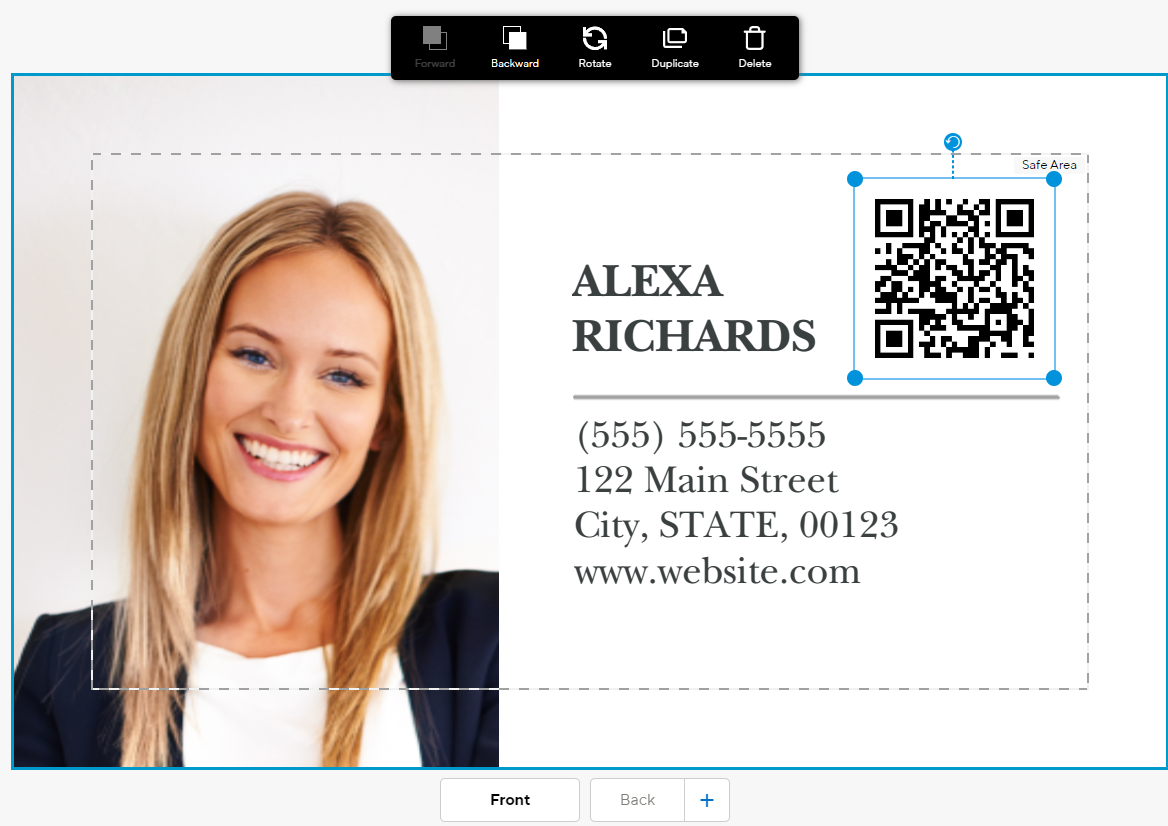 Forward Backward Rotate Duplicate Delete
Safe Area
ALEXA
RICHARDS
(555) 555-5555
122 Main Street
City, STATE, 00123
www.website.com
Front Back +